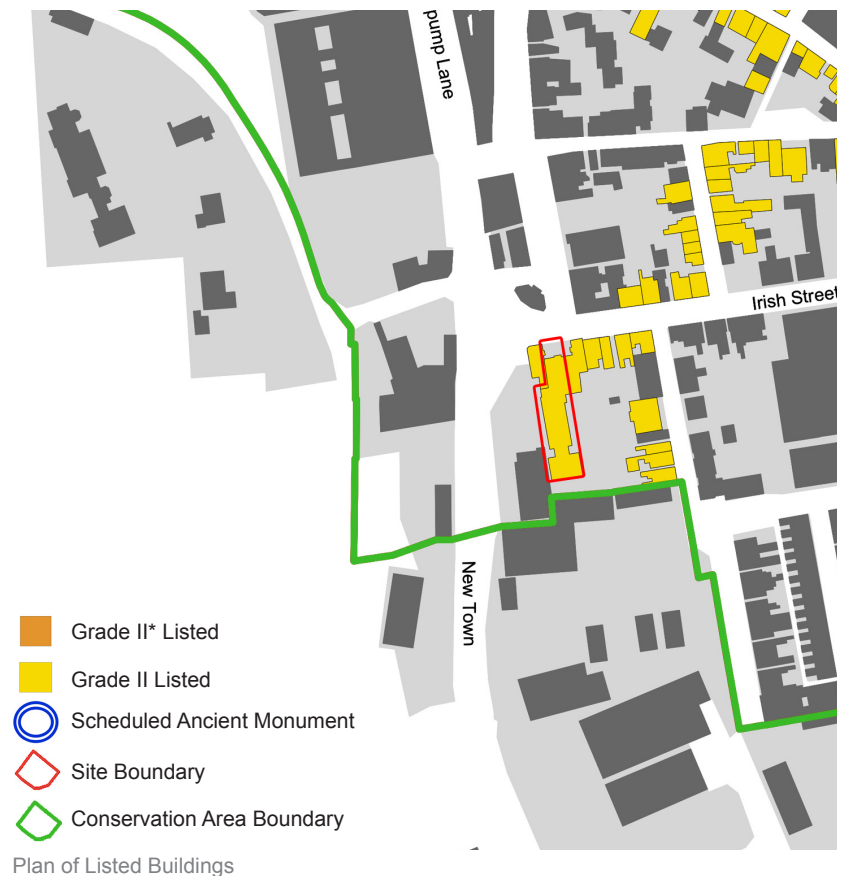 pump Lane
Irish Street
New Town
Grade II* Listed
Grade II Listed
Scheduled Ancient Monument
Site Boundary
Conservation Area Boundary
Plan of Listed Buildings